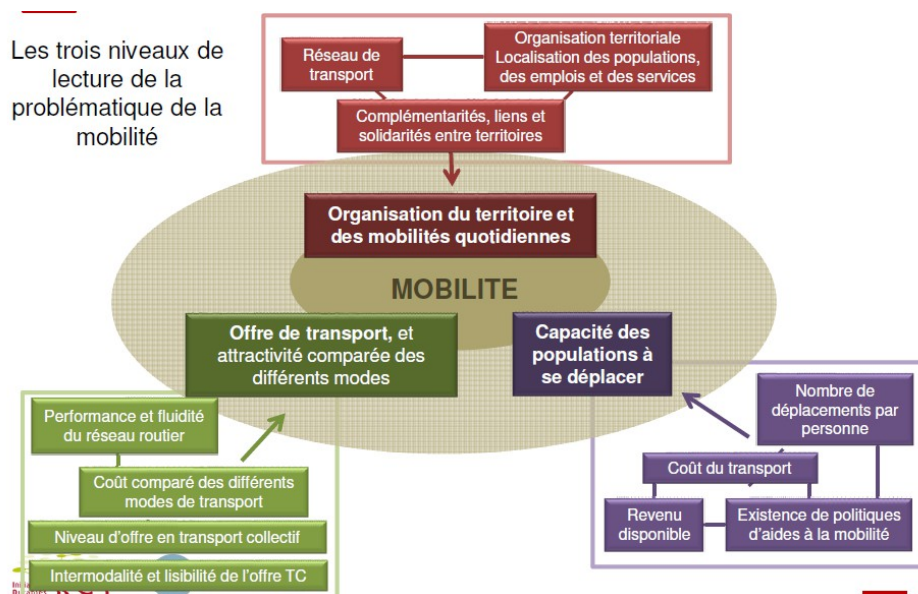 Les trois niveaux de
lecture de la
problématique de la
mobilité
Réseau de
transport
Organisation territoriale
Localisation des populations,
des emplois et des services
Complémentarités, liens et
solidarités entre territoires
Organisation du territoire et
des mobilités quotidiennes
MOBILITE
Offre de transport, et
attractivité comparée des
différents modes
Capacité des
populations à
se déplacer
Performance et fluidité
du réseau routier
Coût comparé des différents
modes de transport
Niveau d'offre en transport collectif
Intermodalité et lisibilité de l'offre TC
Nombre de
déplacements par
personne
Coût du transport
Revenu
disponible
Existence de politiques
d'aides à la mobilité